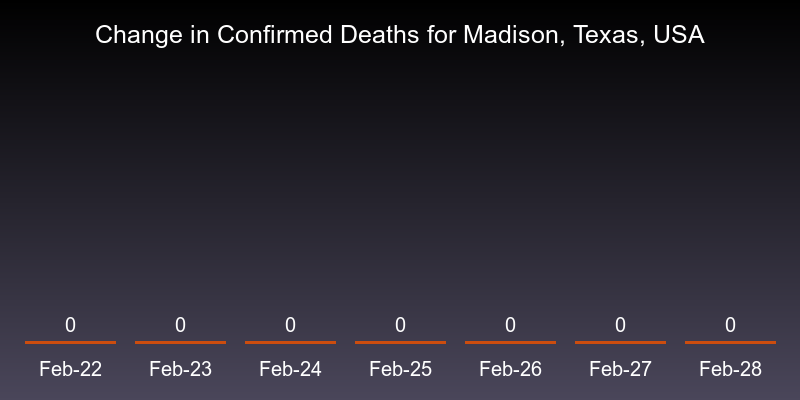 Change in Confirmed Deaths for Madison, Texas, USA
0 0 0 0 0 0 0
Feb-22 Feb-23 Feb-24 Feb-25 Feb-26 Feb-27 Feb-28